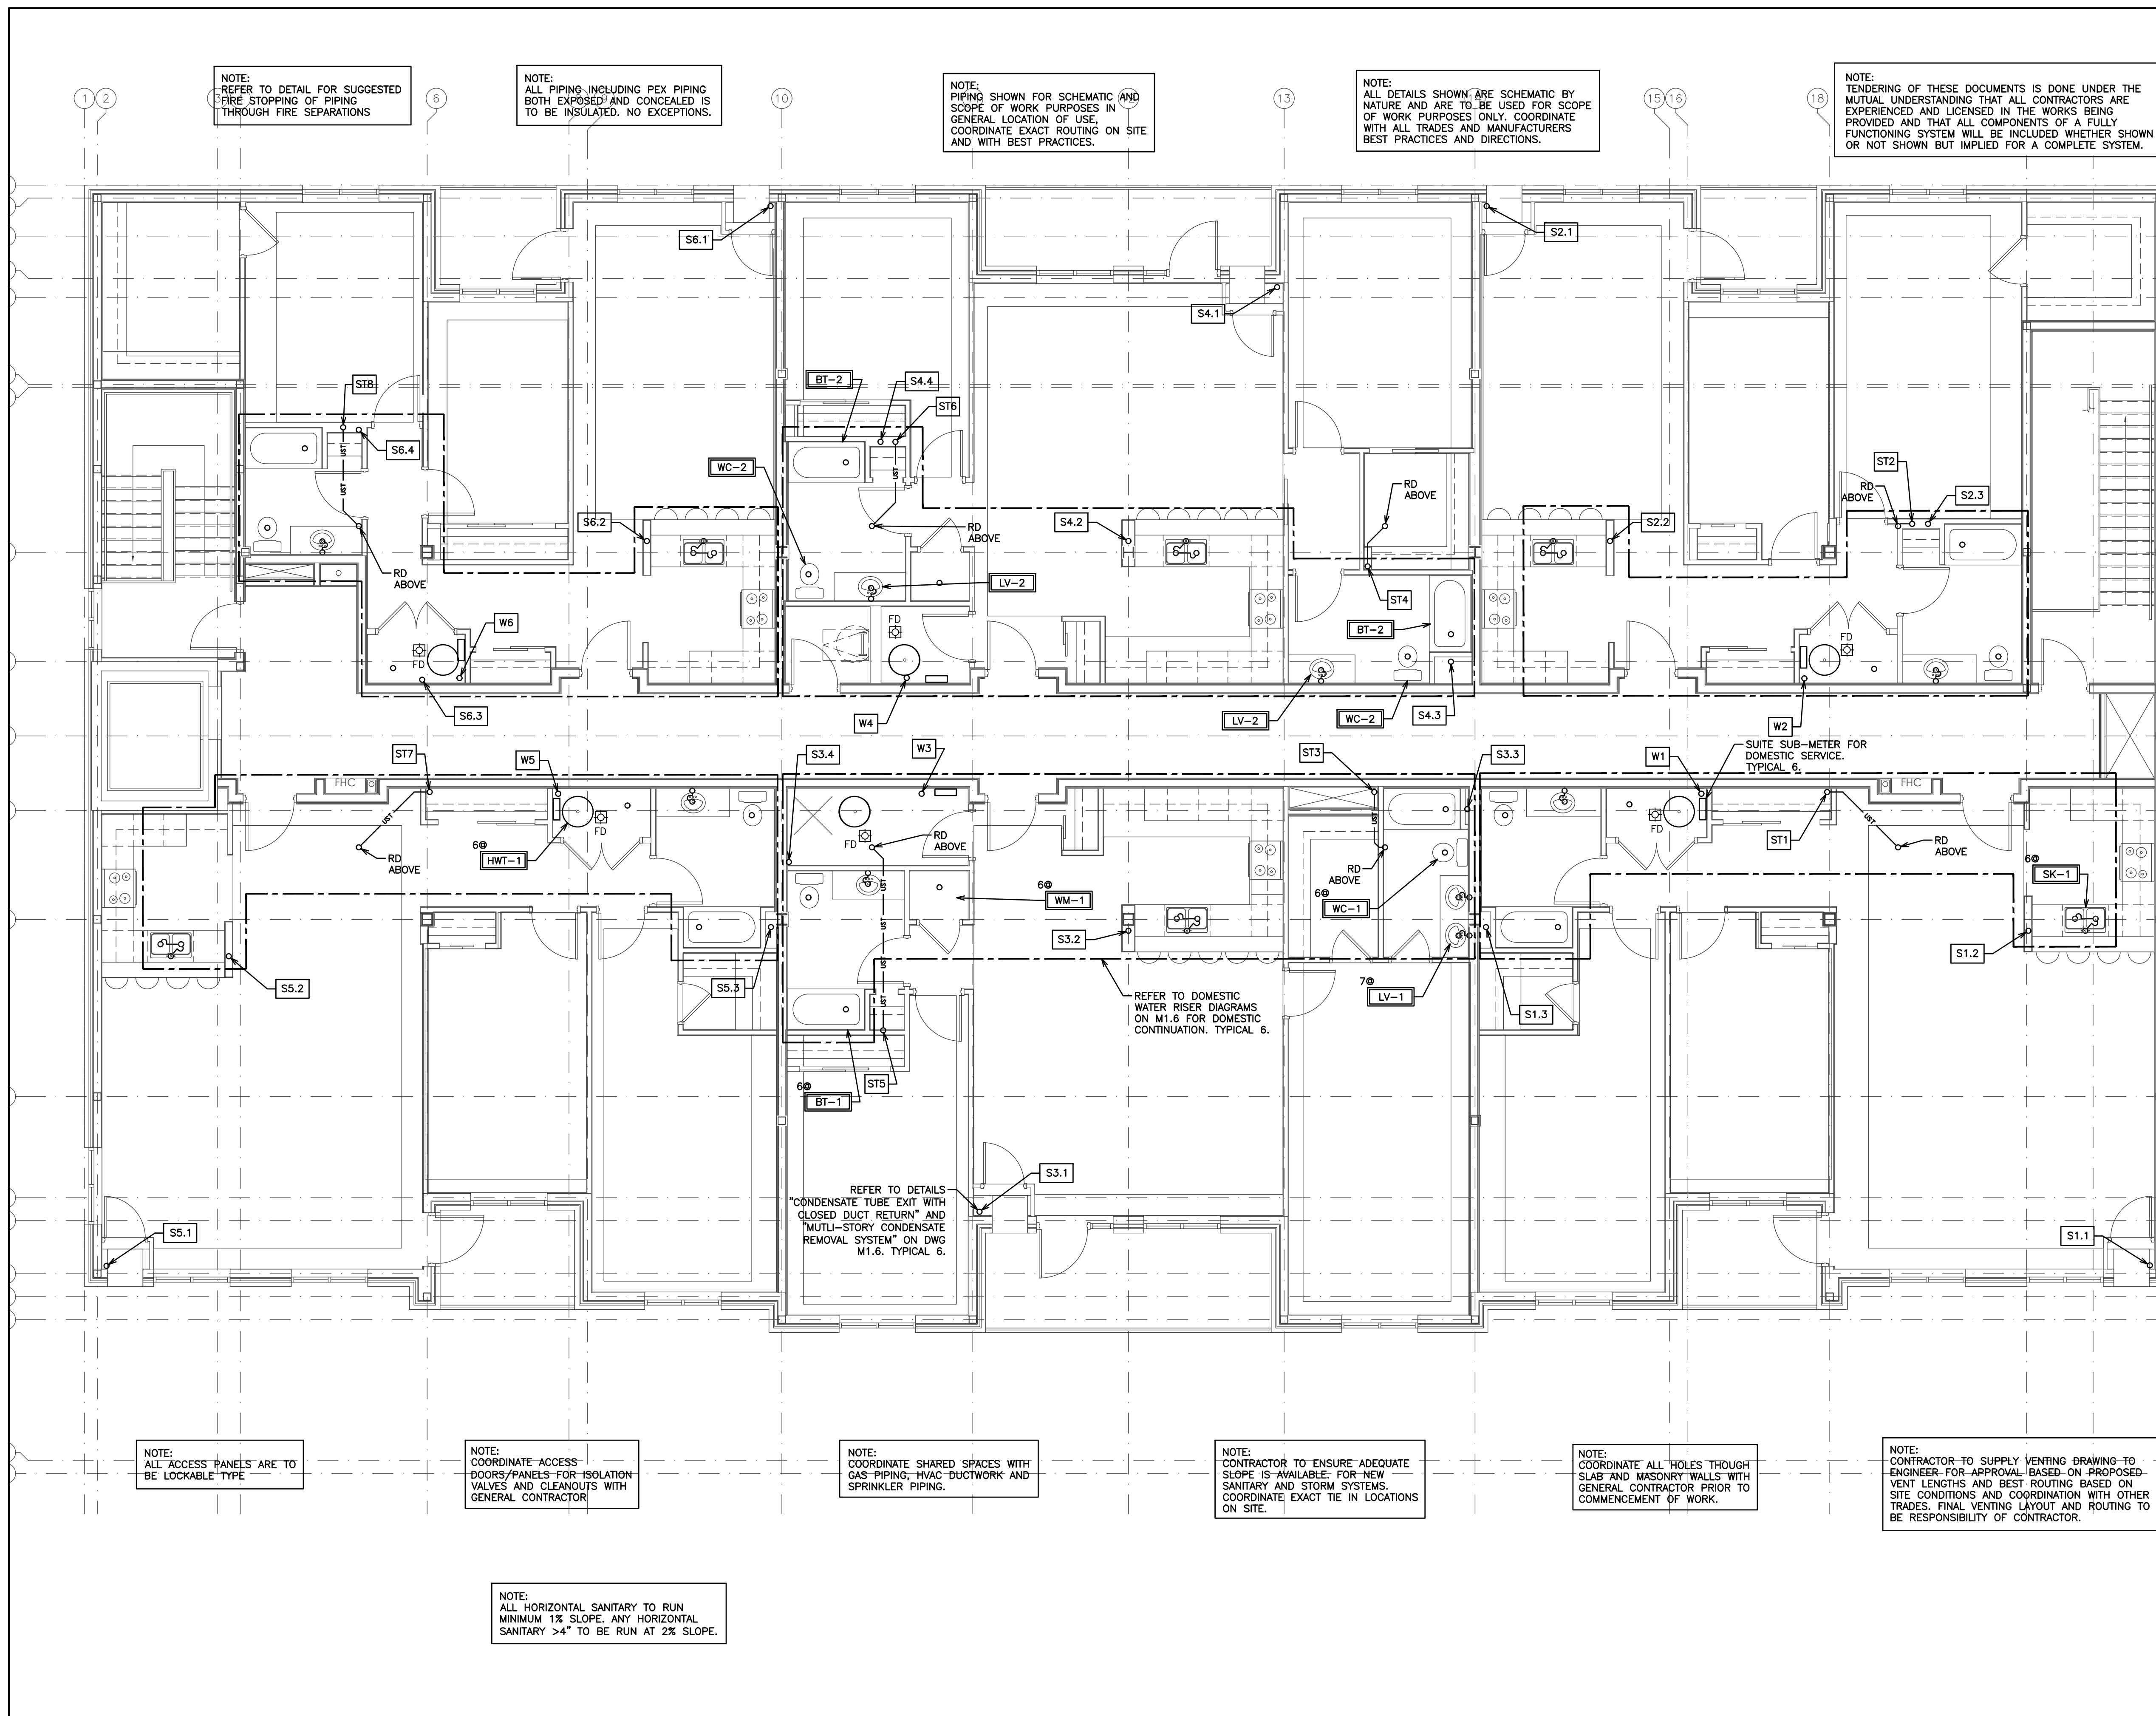 NOTE:
REFER TO DETAIL FOR SUGGESTED
FIRE STOPPING OF PIPING
THROUGH FIRE SEPARATIONS
NOTE:
ALL PIPING INCLUDING PEX PIPING
BOTH EXPOSED AND CONCEALED IS
TO BE INSULATED. NO EXCEPTIONS.
NOTE:
PIPING SHOWN FOR SCHEMATIC AND
SCOPE OF WORK PURPOSES IN
GENERAL LOCATION OF USE,
COORDINATE EXACT ROUTING ON SITE
AND WITH BEST PRACTICES.
NOTE:
ALL DETAILS SHOWN ARE SCHEMATIC BY
NATURE AND ARE TO BE USED FOR SCOPE
OF WORK PURPOSES ONLY. COORDINATE
WITH ALL TRADES AND MANUFACTURERS
BEST PRACTICES AND DIRECTIONS.
NOTE:
TENDERING OF THESE DOCUMENTS IS DONE UNDER THE
MUTUAL UNDERSTANDING THAT ALL CONTRACTORS ARE
EXPERIENCED AND LICENSED IN THE WORKS BEING
PROVIDED AND THAT ALL COMPONENTS OF A FULLY
FUNCTIONING SYSTEM WILL BE INCLUDED WHETHER SHOWN
OR NOT SHOWN BUT IMPLIED FOR A COMPLETE SYSTEM.
1
2
6
10
13
15
16
18
S6.1
S2.1
S4.1
ST8
BT-2
S4.4
ST6
S6.4
UST
UST
UST
WC-2
ST2
RD
ABOVE
RD
ABOVE
S2.3
S6.2
S4.2
RD
ABOVE
S2.2
RD
ABOVE
LV-2
ST4
W6
FD
BT-2
FD
FD
S6.3
W4
LV-2
WC-2
S4.3
W2
ST7
W5
S3.4
W3
ST3
S3.3
W1
SUITE SUB-METER FOR
DOMESTIC SERVICE.
TYPICAL 6.
FHC
FHC
UST
FD
FD
RD
ABOVE
UST
FD
ST1
UST
RD
ABOVE
6@
HWT-1
RD
ABOVE
RD
ABOVE
6@
SK-1
UST
6@
WM-1
6@
WC-1
S3.2
S1.2
UST
S5.2
S5.3
UST
7@
LV-1
S1.3
REFER TO DOMESTIC
WATER RISER DIAGRAMS
ON M1.6 FOR DOMESTIC
CONTINUATION. TYPICAL 6.
6@
BT-1
ST5
S3.1
REFER TO DETAILS
"CONDENSATE TUBE EXIT WITH
CLOSED DUCT RETURN" AND
"MUTLI-STORY CONDENSATE
REMOVAL SYSTEM" ON DWG
M1.6. TYPICAL 6.
S5.1
S1.1
NOTE:
ALL ACCESS PANELS ARE TO
BE LOCKABLE TYPE
NOTE:
COORDINATE ACCESS
DOORS/PANELS FOR ISOLATION
VALVES AND CLEANOUTS WITH
GENERAL CONTRACTOR
NOTE:
COORDINATE SHARED SPACES WITH
GAS PIPING, HVAC DUCTWORK AND
SPRINKLER PIPING.
NOTE:
CONTRACTOR TO ENSURE ADEQUATE
SLOPE IS AVAILABLE. FOR NEW
SANITARY AND STORM SYSTEMS.
COORDINATE EXACT TIE IN LOCATIONS
ON SITE.
NOTE:
COORDINATE ALL HOLES THOUGH
SLAB AND MASONRY WALLS WITH
GENERAL CONTRACTOR PRIOR TO
COMMENCEMENT OF WORK.
NOTE:
CONTRACTOR TO SUPPLY VENTING DRAWING TO
ENGINEER FOR APPROVAL BASED ON PROPOSED
VENT LENGTHS AND BEST ROUTING BASED ON
SITE CONDITIONS AND COORDINATION WITH OTHER
TRADES. FINAL VENTING LAYOUT AND ROUTING TO
BE RESPONSIBILITY OF CONTRACTOR.
NOTE:
ALL HORIZONTAL SANITARY TO RUN
MINIMUM 1% SLOPE. ANY HORIZONTAL
SANITARY >4" TO BE RUN AT 2% SLOPE.